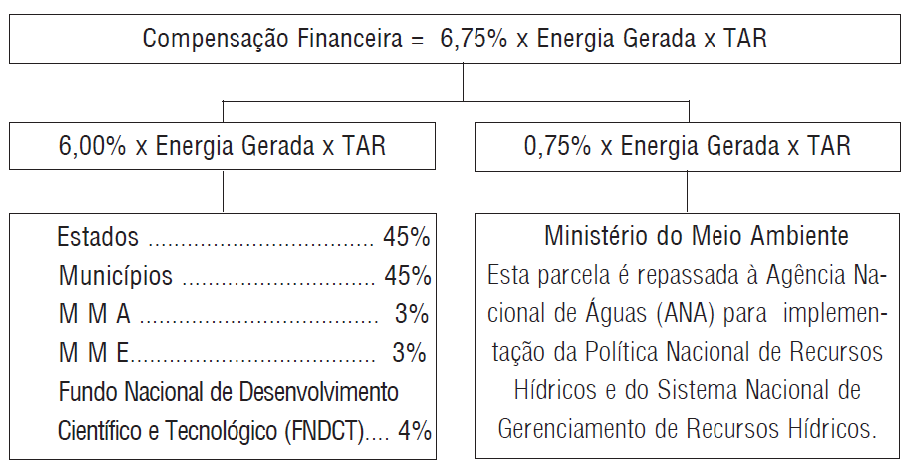 Compensação Financeira = 6,75% x Energia Gerada x TAR
6,00% x Energia Gerada x TAR
0,75% x Energia Gerada x TAR
Estados ................................... 45%
Municípios .............................. 45%
M M A ..................................... 3%
M M E...................................... 3%
Fundo Nacional de Desenvolvimento
Científico e Tecnológico (FNDCT).... 4%
Ministério do Meio Ambiente
Esta parcela é repassada à Agência Na-
cional de Águas (ANA) para implemen-
tação da Política Nacional de Recursos
Hídricos e do Sistema Nacional de
Gerenciamento de Recursos Hídricos.